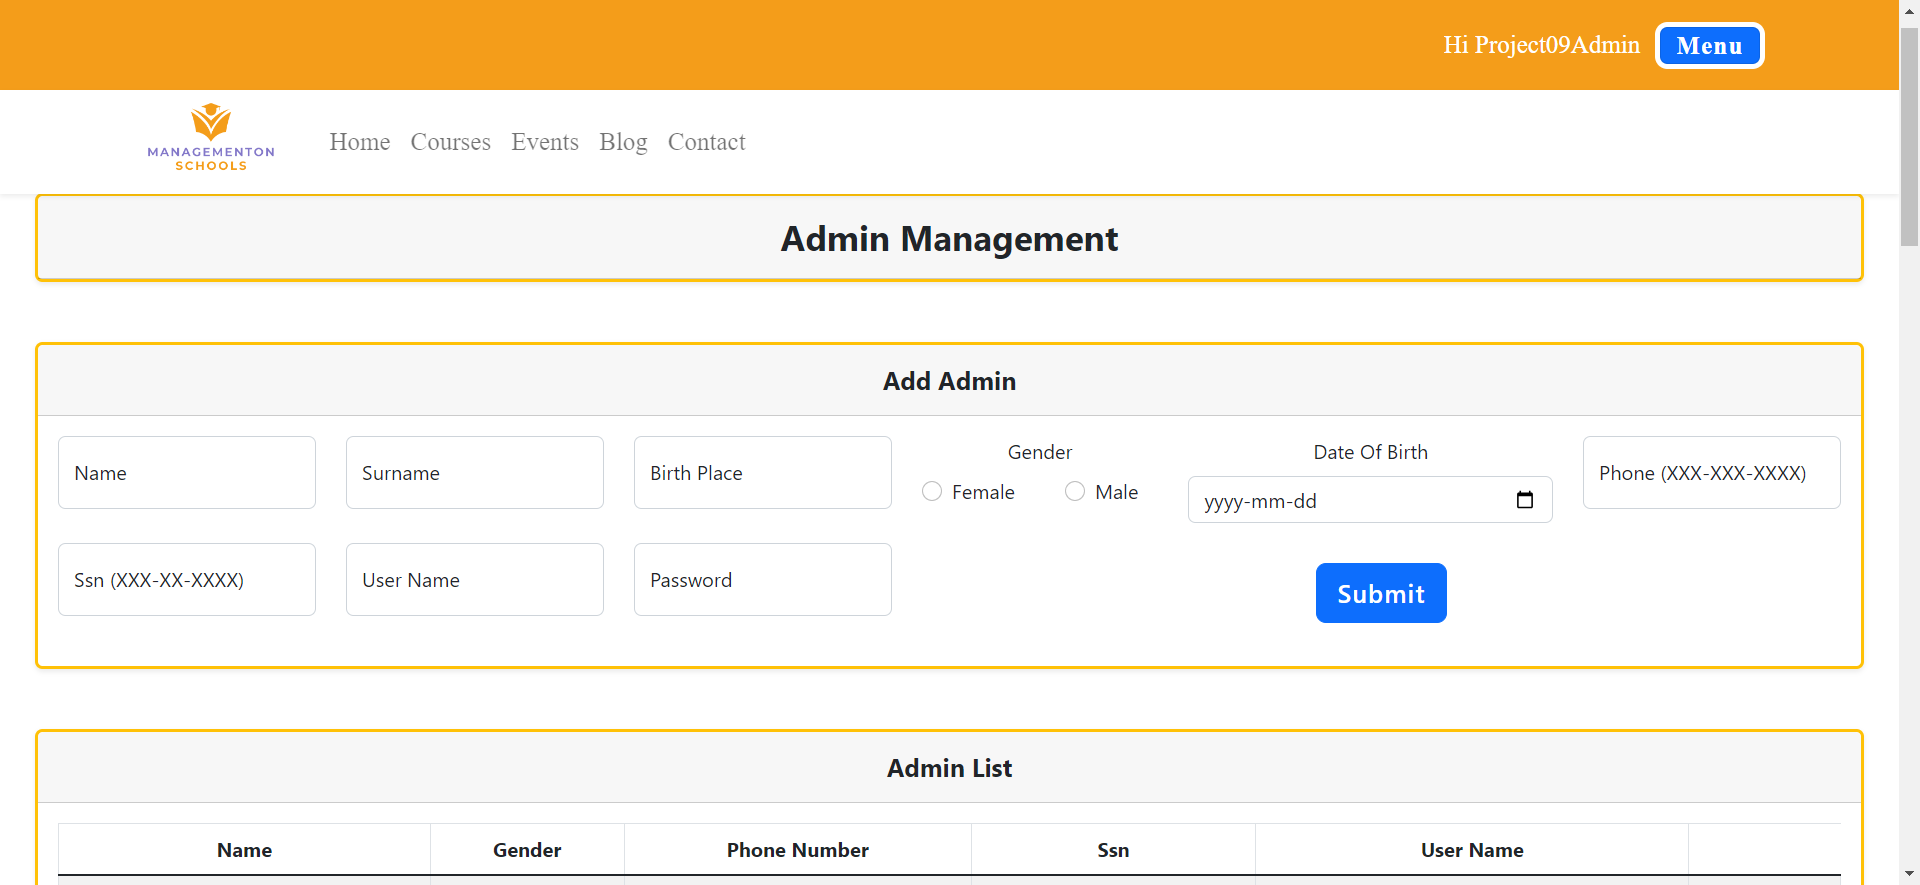 Hi Project09Admin Menu
MANAGEMENTON
SCHOOLS
Home Courses Events Blog Contact
Admin Management
Add Admin
Name Surname Birth Place Gender Female Male Date Of Birth yyyy-mm-dd Phone (XXX-XXX-XXXX)
Ssn (XXX-XX-XXXX) User Name Password Submit
Admin List
Name Gender Phone Number Ssn User Name